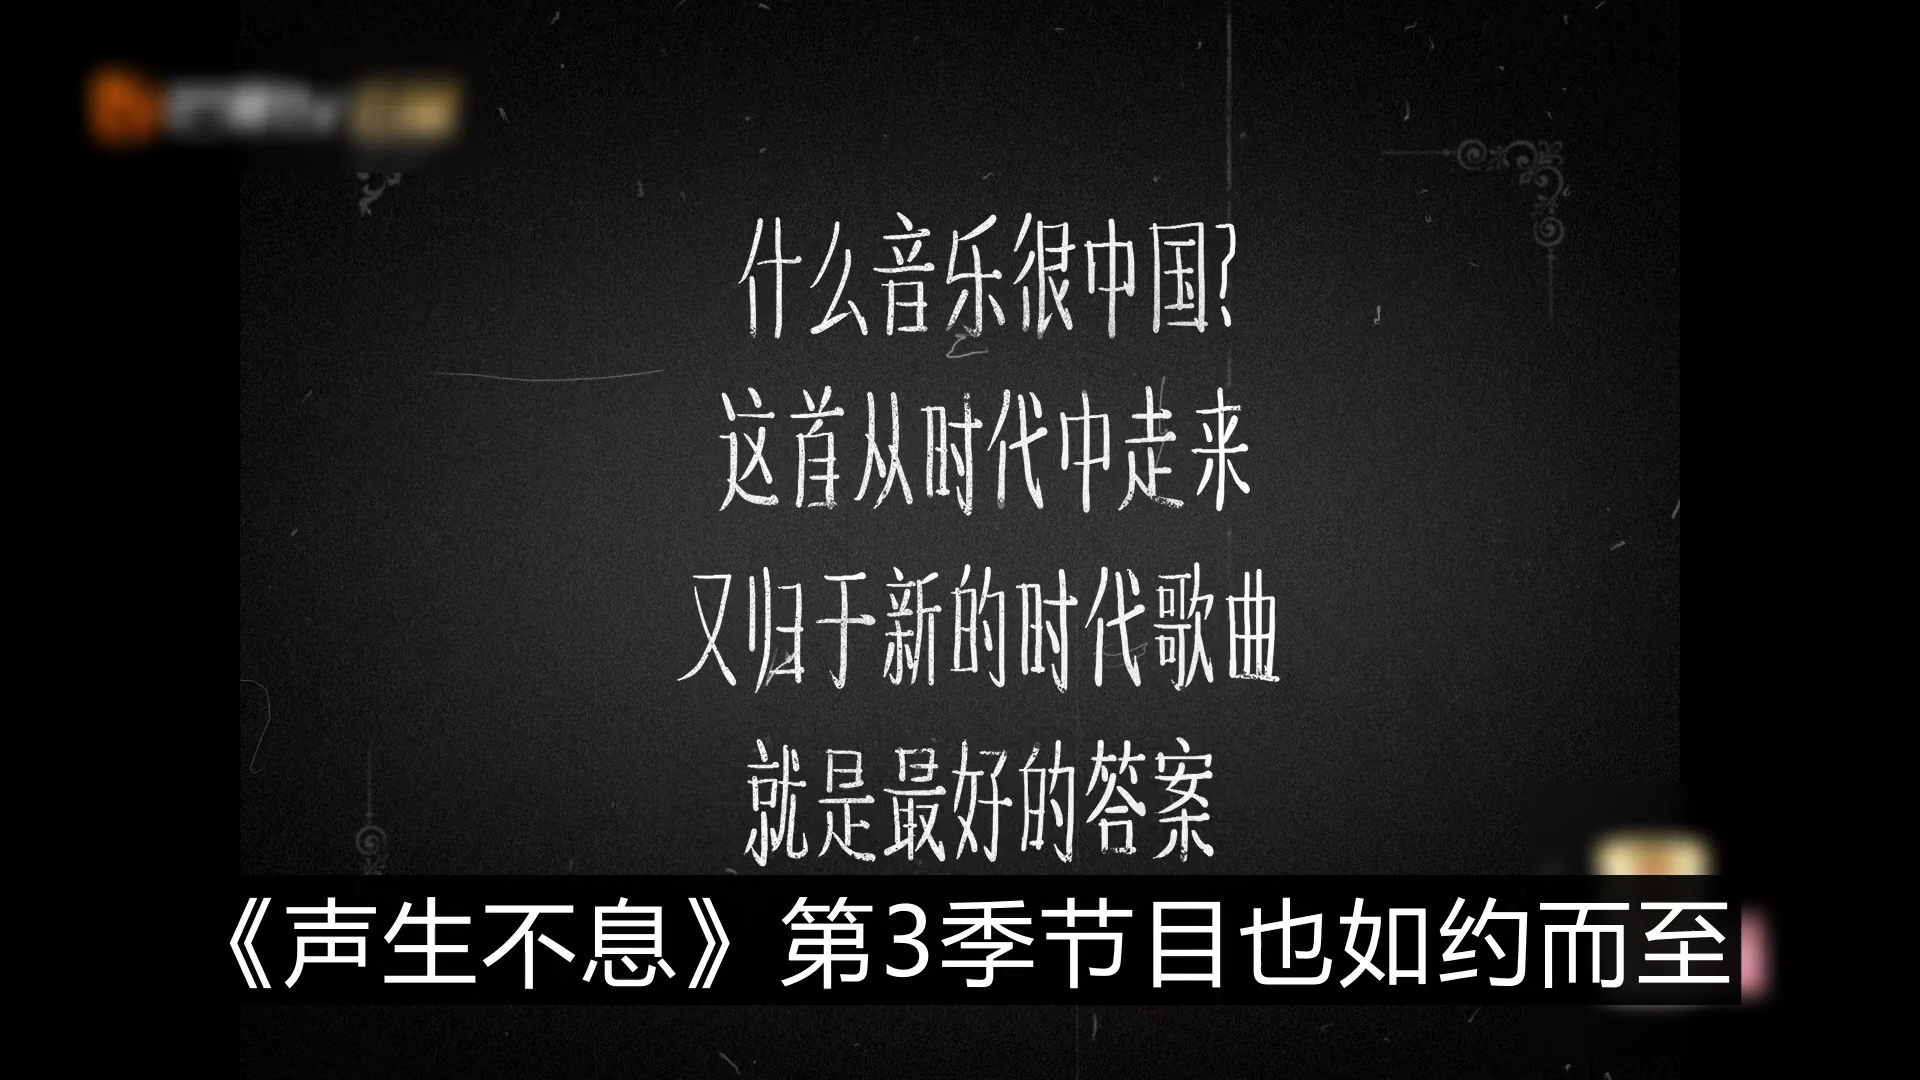 什么音乐很中国?
这首从时代中走来
又归于新的时代歌曲
就是最好的答案
《声生不息》第3季节目也如约而至